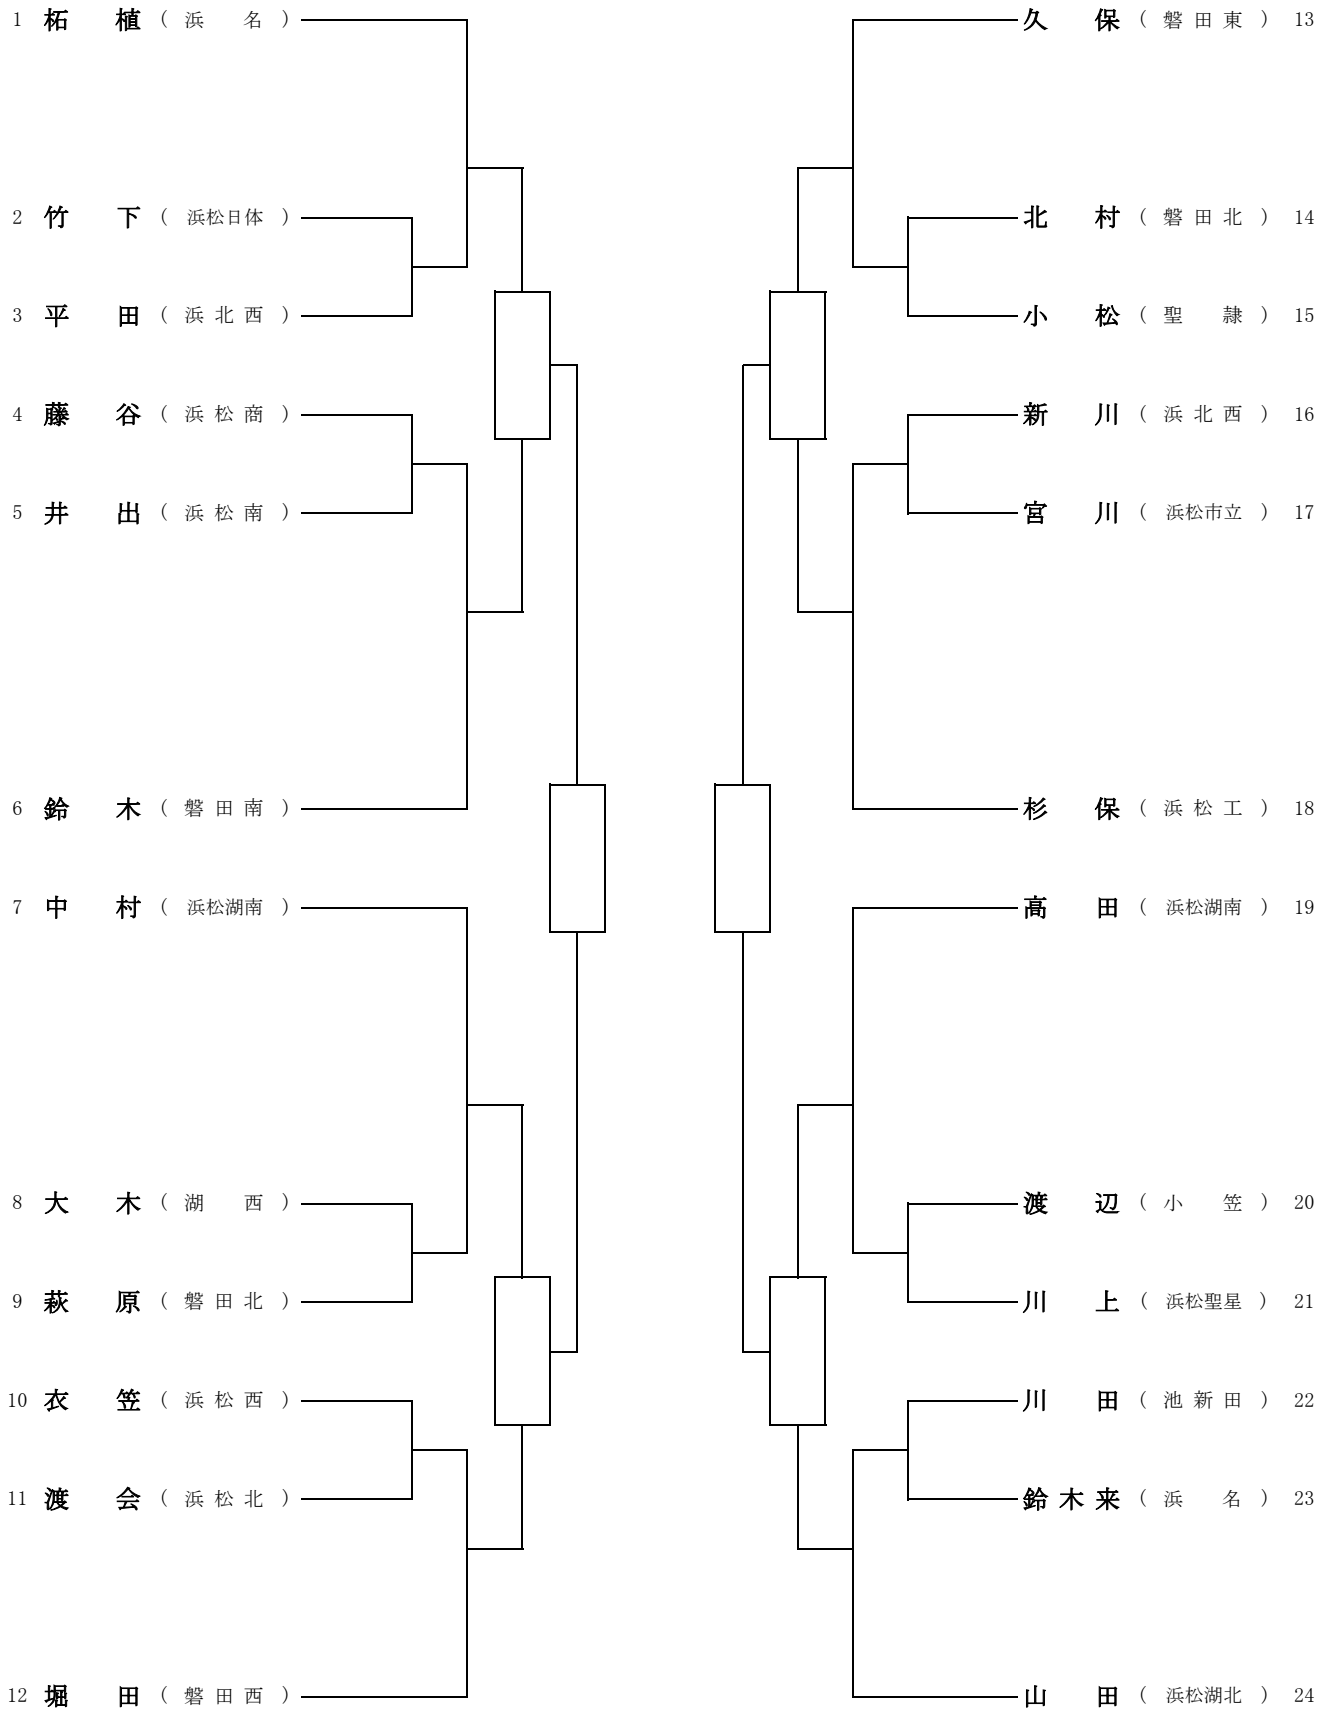 1 柘植 ( 浜名 )
2 竹下 ( 浜松日体 )
3 平田 ( 浜北西 )
4 藤谷 ( 浜松商 )
5 井出 ( 浜松南 )
6 鈴木 ( 磐田南 )
7 中村 ( 浜松湖南 )
8 大木 ( 湖西 )
9 萩原 ( 磐田北 )
10 衣笠 ( 浜松西 )
11 渡会 ( 浜松北 )
12 堀田 ( 磐田西 )
久保 ( 磐田東 ) 13
北村 ( 磐田北 ) 14
小松 ( 聖隷 ) 15
新川 ( 浜北西 ) 16
宮川 ( 浜松市立 ) 17
杉保 ( 浜松工 ) 18
高田 ( 浜松湖南 ) 19
渡辺 ( 小笠 ) 20
川上 ( 浜松聖星 ) 21
川田 ( 池新田 ) 22
鈴木来 ( 浜名 ) 23
山田 ( 浜松湖北 ) 24